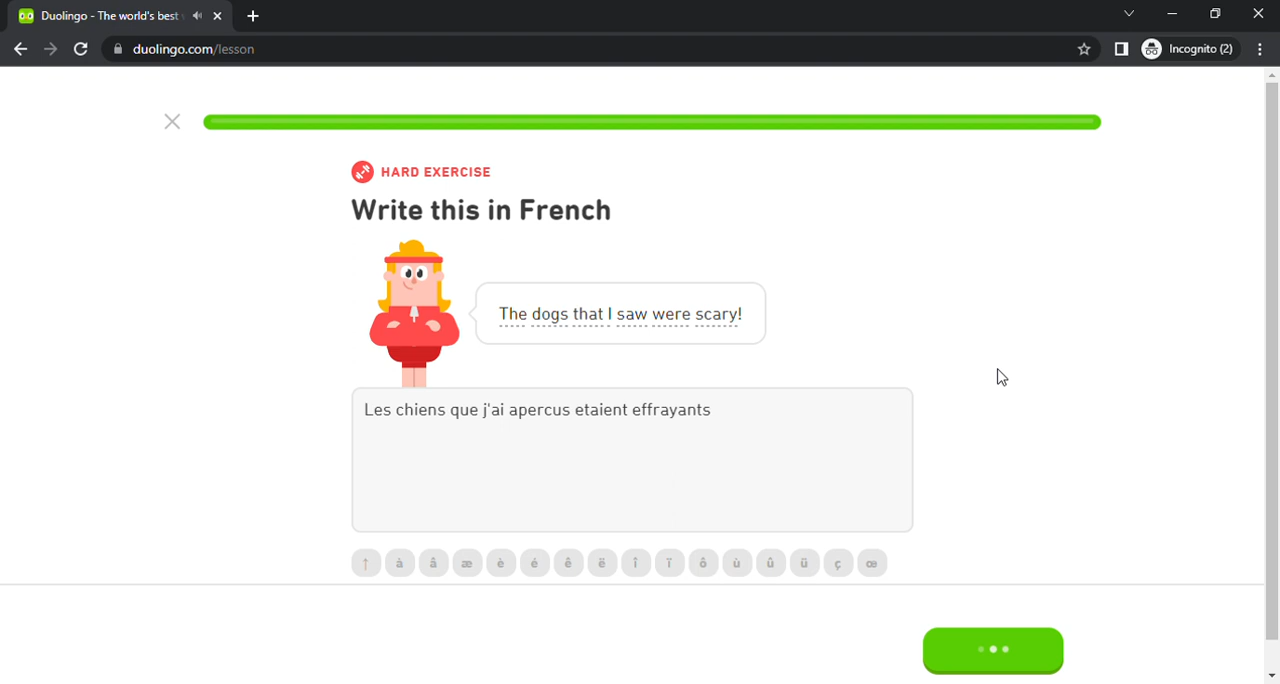 Duolingo - The world's best
duolingo.com/lesson
Incognito (2)
HARD EXERCISE
Write this in French
The dogs that I saw were scary!
Les chiens que j'ai apercus etaient effrayants
↑ à â æ è é ê ë î ï ô ù û ü ç œ